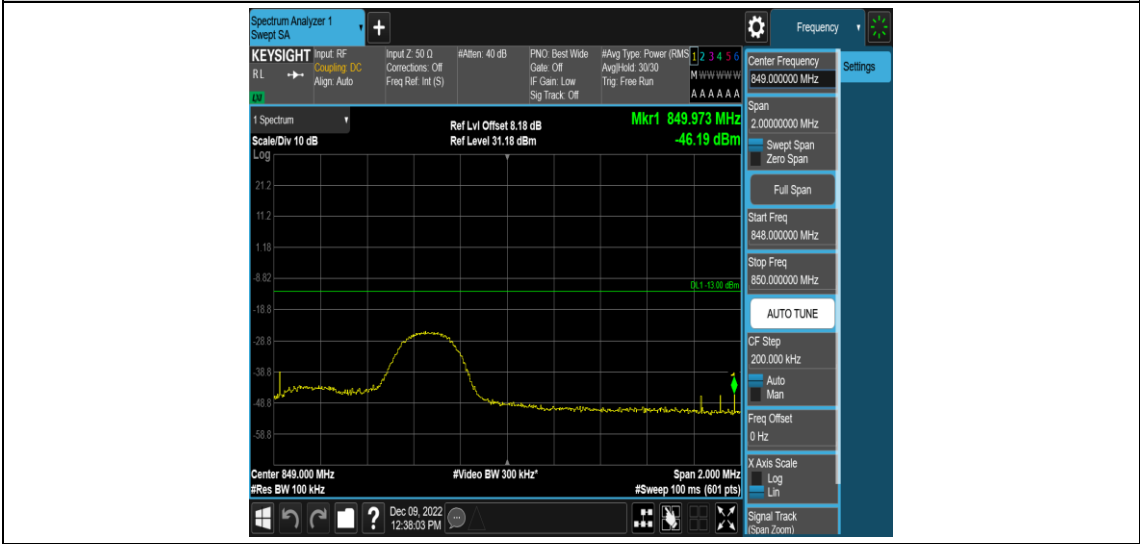 Spectrum Analyzer 1
Swept SA
+
Frequency
KEYSIGHT
RL
Input: RF
Coupling: DC
Align: Auto
Input Z: 50 Ω
Corrections: Off
Freq Ref: Int (S)
#Atten: 40 dB
PNO: Best Wide
Gate: Off
IF Gain: Low
Sig Track: Off
#Avg Type: Power (RMS
Avg|Hold: 30/30
Trig: Free Run
1 2 3 4 5 6
M W W W W W
A A A A A A
1 Spectrum
Scale/Div 10 dB
Log
Ref Lvl Offset 8.18 dB
Ref Level 31.18 dBm
Mkr1 849.973 MHz
-46.19 dBm
21.2
11.2
1.18
-8.82
DL1 -13.00 dBm
-18.8
-28.8
-38.8
-48.8
-58.8
1
Center 849.000 MHz
#Video BW 300 kHz*
Span 2.000 MHz
#Res BW 100 kHz
#Sweep 100 ms (601 pts)
Dec 09, 2022
12:38:03 PM
?
Center Frequency
849.000000 MHz
Settings
Span
2.00000000 MHz
Swept Span
Zero Span
Full Span
Start Freq
848.000000 MHz
Stop Freq
850.000000 MHz
AUTO TUNE
CF Step
200.000 kHz
Auto
Man
Freq Offset
0 Hz
X Axis Scale
Log
Lin
Signal Track
(Span Zoom)